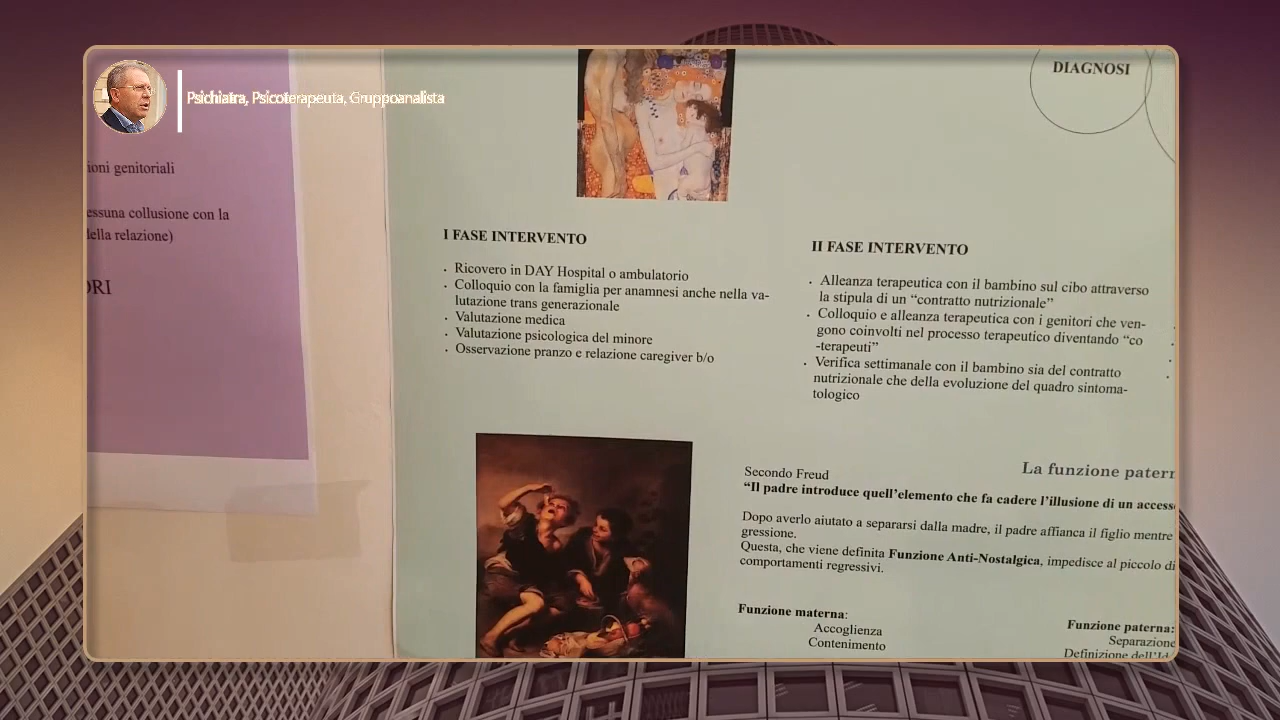 Psichiatra, Psicoterapeuta, Gruppoanalista
ioni genitoriali
essuna collusione con la
della relazione)
ORI
DIAGNOSI
I FASE INTERVENTO
. Ricovero in DAY Hospital o ambulatorio
. Colloquio con la famiglia per anamnesi anche nella va-
lutazione trans generazionale
. Valutazione medica
. Valutazione psicologica del minore
. Osservazione pranzo e relazione caregiver b/o
II FASE INTERVENTO
. Alleanza terapeutica con il bambino sul cibo attraverso
la stipula di un “contratto nutrizionale”
. Colloquio e alleanza terapeutica con i genitori che ven-
gono coinvolti nel processo terapeutico diventando “co
-terapeuti”
. Verifica settimanale con il bambino sia del contratto
nutrizionale che della evoluzione del quadro sintoma-
tologico
La funzione patern
Secondo Freud
“Il padre introduce quell’elemento che fa cadere l’illusione di un access
Dopo averlo aiutato a separarsi dalla madre, il padre affianca il figlio mentre
gressione.
Questa, che viene definita Funzione Anti-Nostalgica, impedisce al piccolo di
comportamenti regressivi.
Funzione materna:
Accoglienza
Contenimento
Funzione paterna:
Separazione
Definizione dell’Id